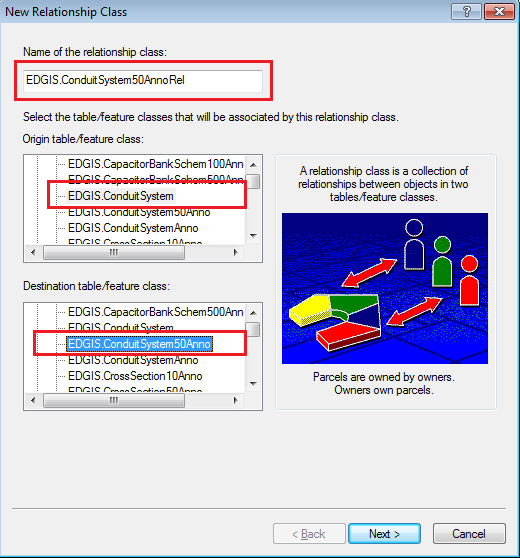 New Relationship Class
Name of the relationship class:
EDGIS.ConduitSystem50AnnoRel
Select the table/feature classes that will be associated by this relationship class.
Origin table/feature class:
EDGIS.CapacitorBankSchem100Ann
EDGIS.CapacitorBankSchem500Ann
EDGIS.ConduitSystem
EDGIS.ConduitSystem50Anno
EDGIS.ConduitSystemAnno
EDGIS.CrossSection10Anno
A relationship class is a collection of
relationships between objects in two
tables/feature classes.
Destination table/feature class:
EDGIS.CapacitorBankSchem500Ann
EDGIS.ConduitSystem
EDGIS.ConduitSystem50Anno
EDGIS.ConduitSystemAnno
EDGIS.CrossSection10Anno
EDGIS.CrossSection50Anno
Parcels are owned by owners.
Owners own parcels.
< Back
Next >
Cancel